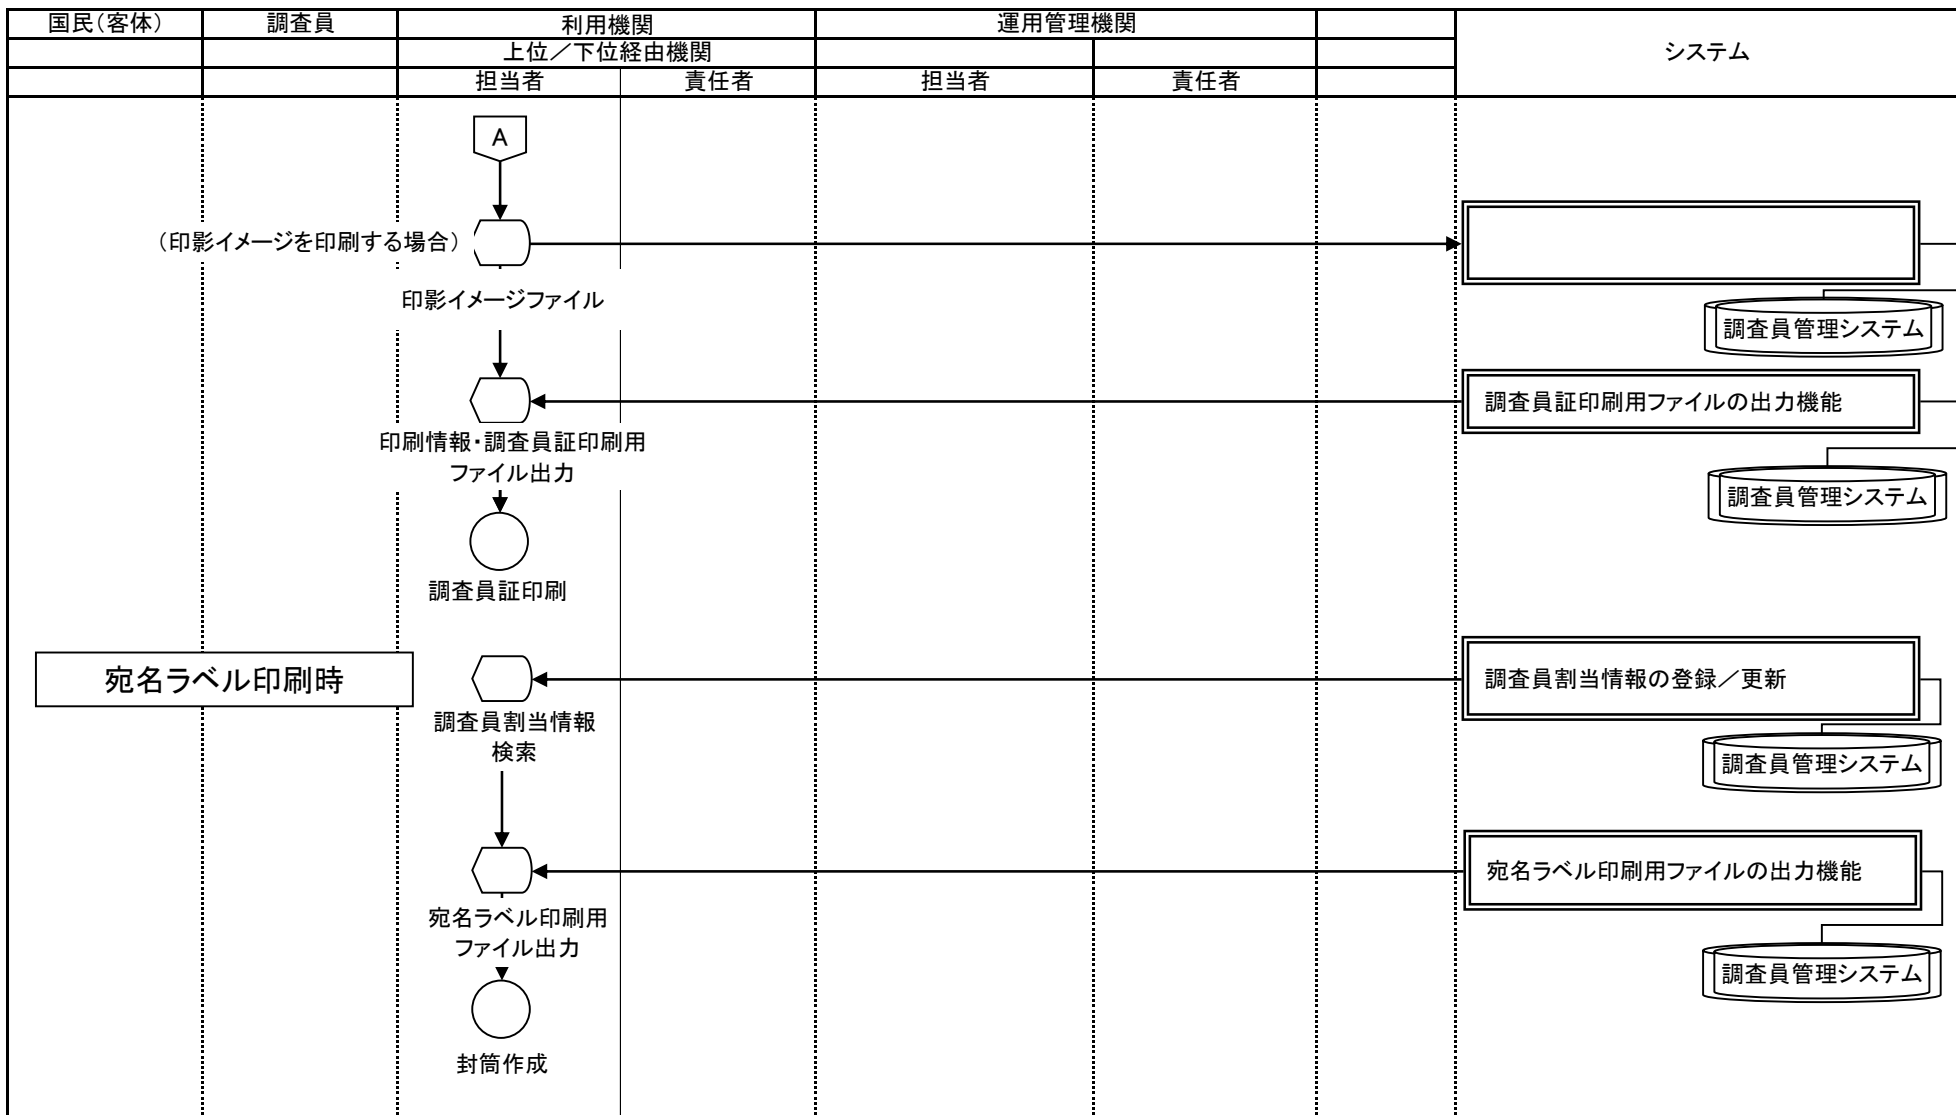 国民（客体）
調査員
利用機関
運用管理機関
システム
上位／下位経由機関
担当者
責任者
担当者
責任者
A
（印影イメージを印刷する場合）
印影イメージファイル
調査員管理システム
調査員証印刷用ファイルの出力機能
印刷情報・調査員証印刷用
ファイル出力
調査員管理システム
調査員証印刷
宛名ラベル印刷時
調査員割当情報の登録／更新
調査員割当情報
検索
調査員管理システム
宛名ラベル印刷用ファイルの出力機能
宛名ラベル印刷用
ファイル出力
調査員管理システム
封筒作成